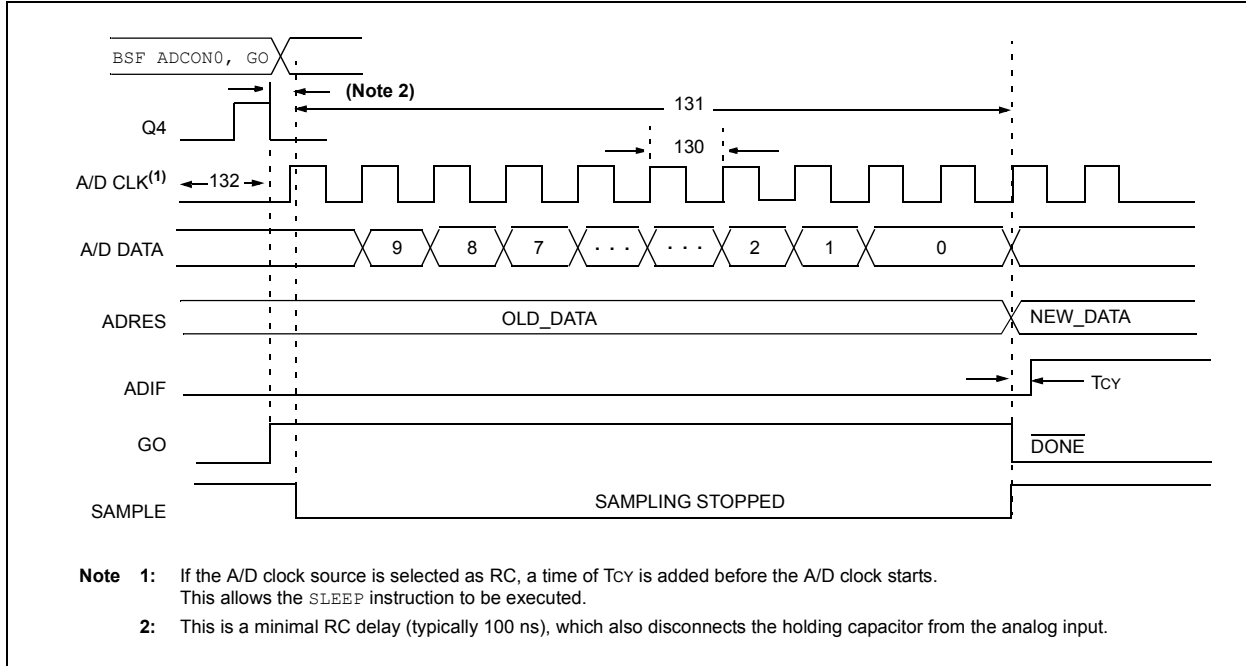 BSF ADCON0, GO
(Note 2)
131
Q4
130
A/D CLK(1)
132
A/D DATA
9 8 7 . . . . . . 2 1 0
ADRES
OLD_DATA
NEW_DATA
ADIF
TCY
GO
DONE
SAMPLE
SAMPLING STOPPED
Note 1: If the A/D clock source is selected as RC, a time of TCY is added before the A/D clock starts.
This allows the SLEEP instruction to be executed.
2: This is a minimal RC delay (typically 100 ns), which also disconnects the holding capacitor from the analog input.